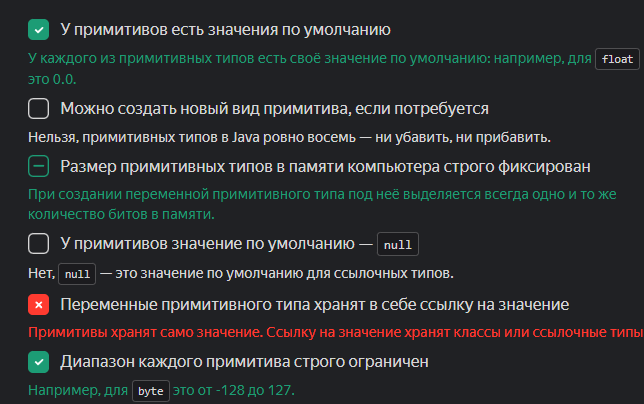 У примитивов есть значения по умолчанию
У каждого из примитивных типов есть своё значение по умолчанию: например, для float
это 0.0.
Можно создать новый вид примитива, если потребуется
Нельзя, примитивных типов в Java ровно восемь — ни убавить, ни прибавить.
Размер примитивных типов в памяти компьютера строго фиксирован
При создании переменной примитивного типа под неё выделяется всегда одно и то же
количество битов в памяти.
У примитивов значение по умолчанию — null
Нет, null — это значение по умолчанию для ссылочных типов.
Переменные примитивного типа хранят в себе ссылку на значение
Примитивы хранят само значение. Ссылку на значение хранят классы или ссылочные типы
Диапазон каждого примитива строго ограничен
Например, для byte это от -128 до 127.